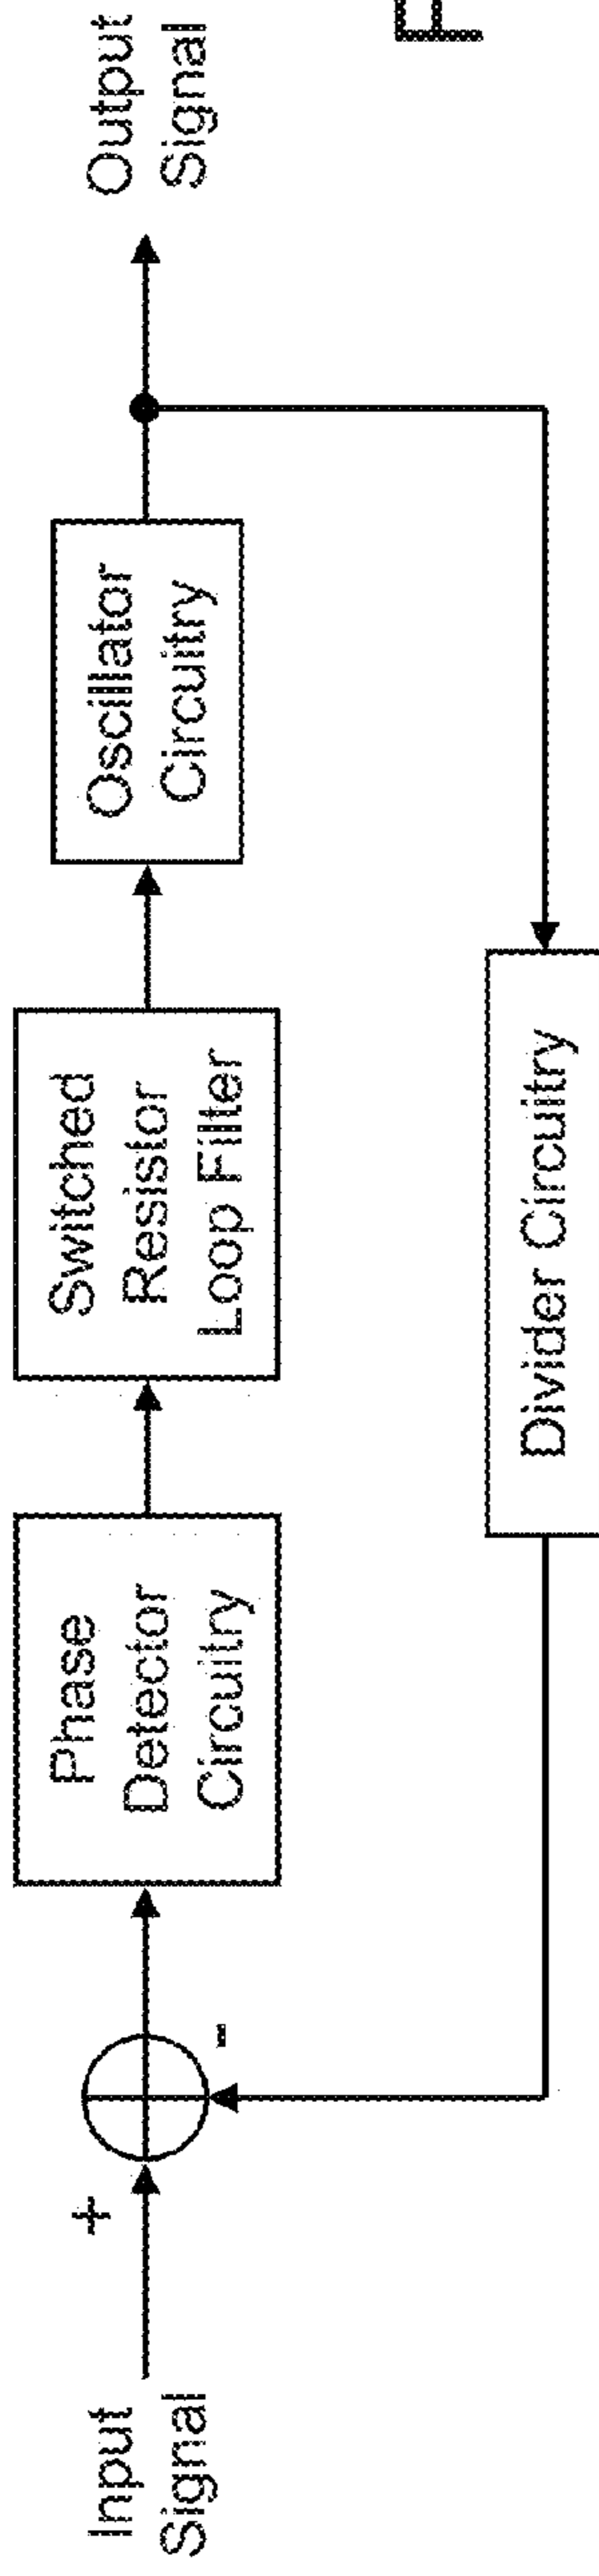 Input
Signal
+
-
Phase
Detector
Circuitry
Switched
Resistor
Loop Filter
Oscillator
Circuitry
Output
Signal
Divider Circuitry
F